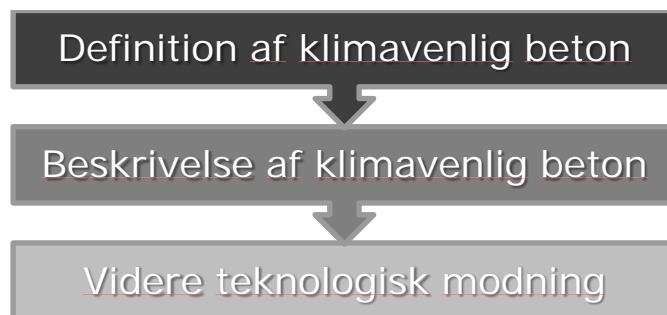 Definition af klimavenlig beton
Beskrivelse af klimavenlig beton
Videre teknologisk modning